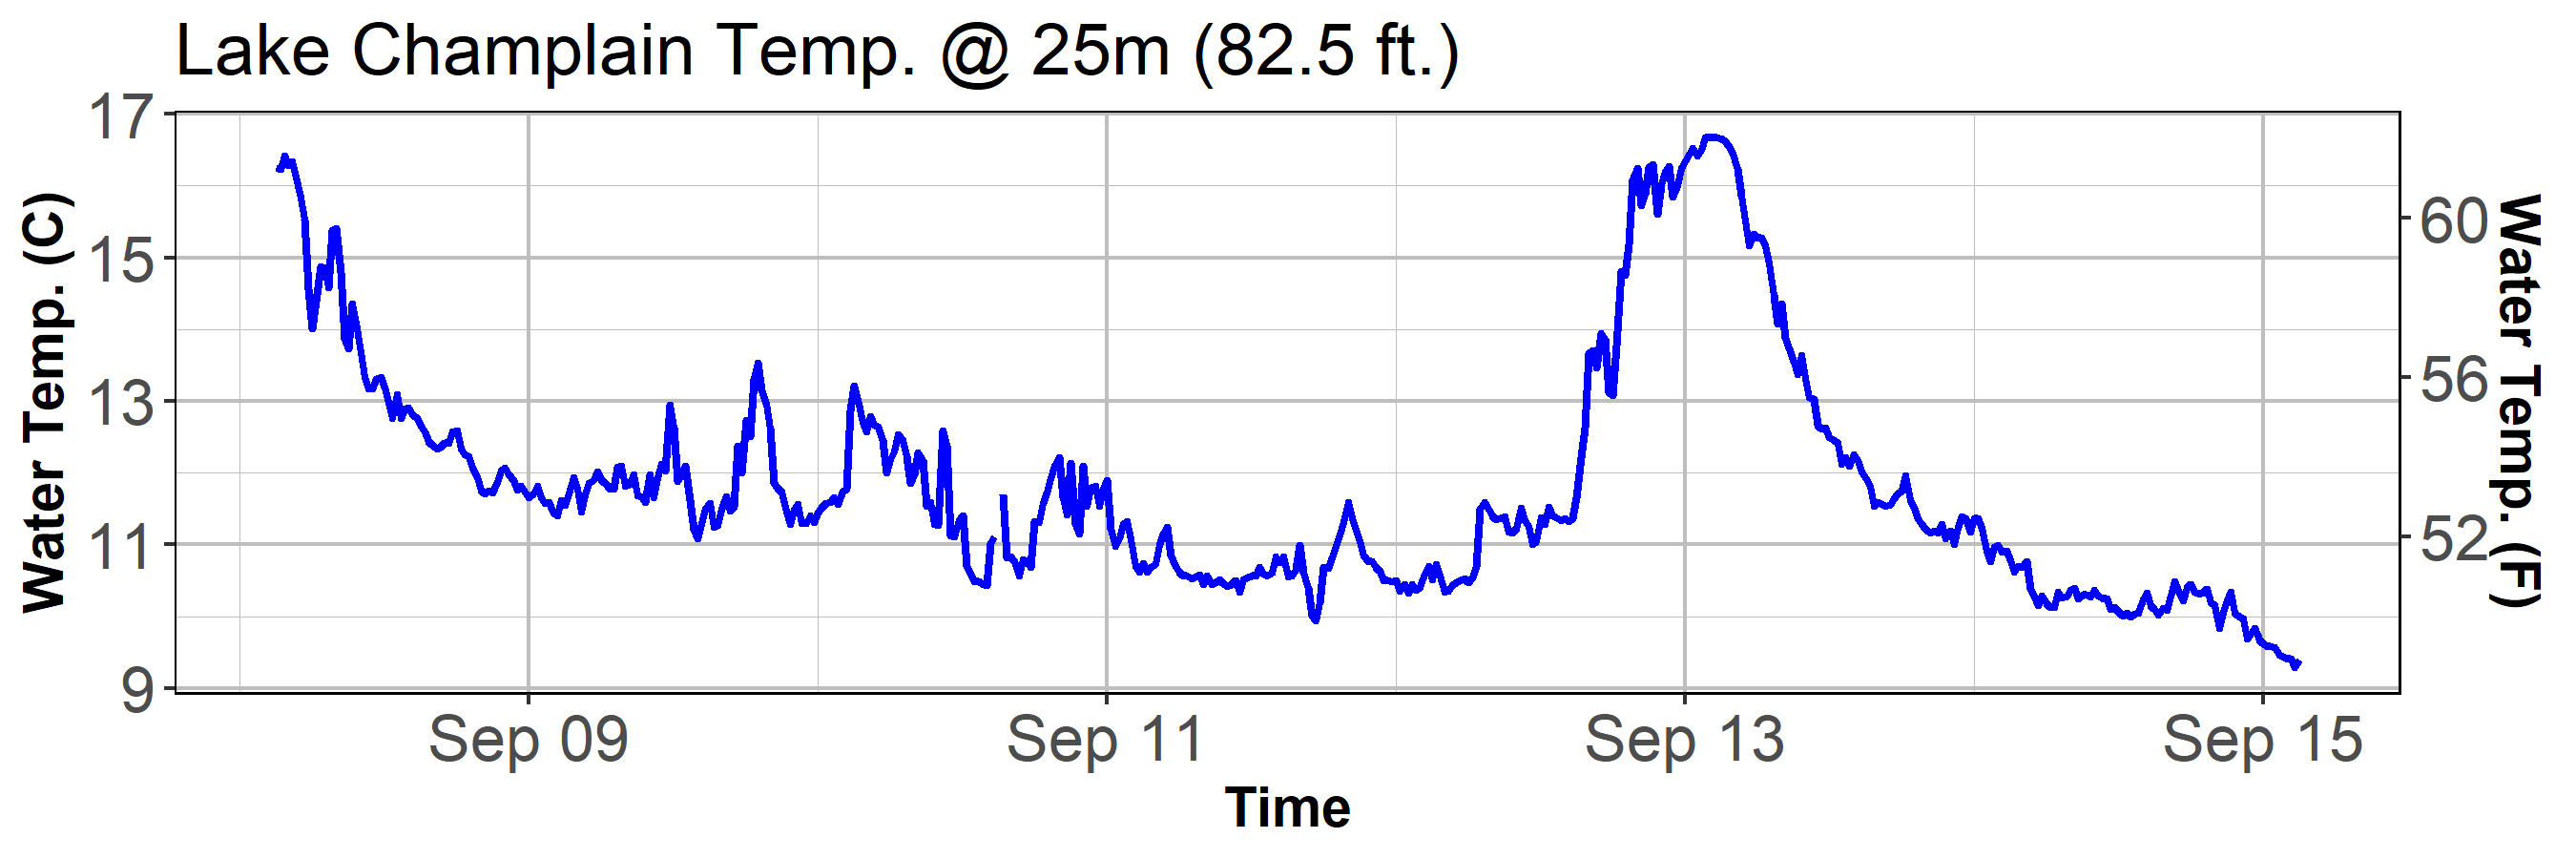 Lake Champlain Temp. @ 25m (82.5 ft.)
Water Temp. (C)
17
15
13
11
9
60
56
52
Water Temp. (F)
Sep 09 Sep 11 Sep 13 Sep 15
Time